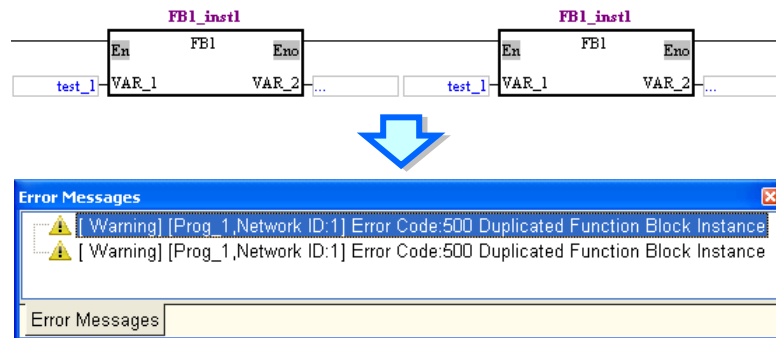 FB1_inst1 FB1_inst1
En FB1 Eno En FB1 Eno
test_1 VAR_1 VAR_2 ... test_1 VAR_1 VAR_2 ...
Error Messages
[ Warning] [Prog_1,Network ID:1] Error Code:500 Duplicated Function Block Instance
[ Warning] [Prog_1,Network ID:1] Error Code:500 Duplicated Function Block Instance
Error Messages